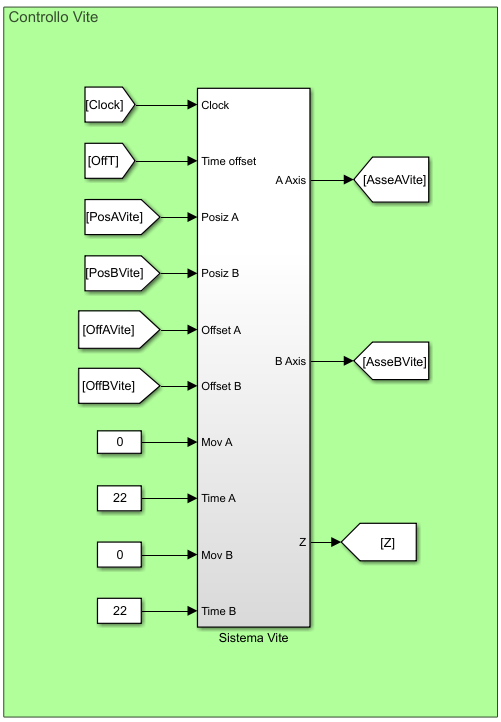 Controllo Vite
[Clock]
Clock
[OffT]
Time offset
A Axis
[AsseAVite]
[PosAVite]
Posiz A
[PosBVite]
Posiz B
[OffAVite]
Offset A
B Axis
[AsseBVite]
[OffBVite]
Offset B
0
Mov A
22
Time A
Z
[Z]
0
Mov B
22
Time B
Sistema Vite